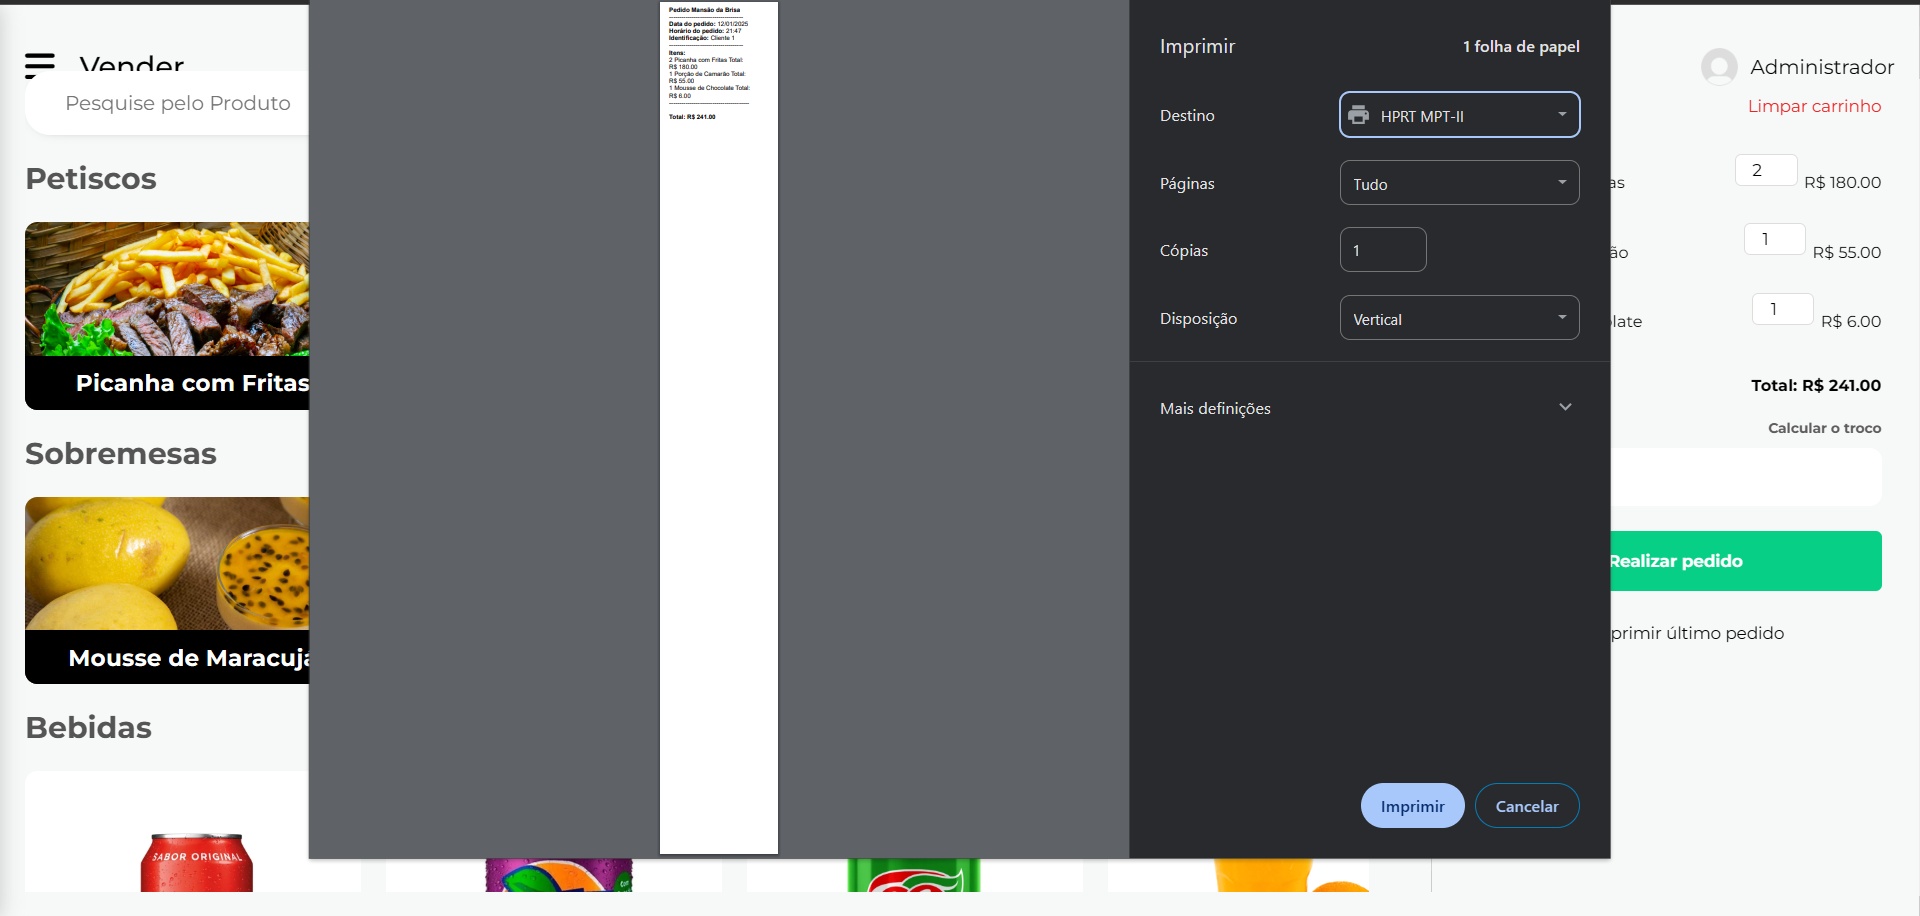 Vender
Pesquise pelo Produto
Petiscos
Picanha com Fritas
Sobremesas
Mousse de Maracujá
Bebidas
SABOR ORIGINAL
Pedido Mansão da Brisa
Data do pedido: 12/01/2025
Horário do pedido: 21:47
Identificação: Cliente 1
Itens:
2 Picanha com Fritas Total:
R$ 180.00
1 Porção de Camarão Total:
R$ 55.00
1 Mousse de Chocolate Total:
R$ 6.00
Total: R$ 241.00
Imprimir
1 folha de papel
Destino
HPRT MPT-II
Páginas
Tudo
Cópias
1
Disposição
Vertical
Mais definições
Imprimir
Cancelar
Administrador
Limpar carrinho
as
2
R$ 180.00
ão
1
R$ 55.00
late
1
R$ 6.00
Total: R$ 241.00
Calcular o troco
Realizar pedido
primir último pedido